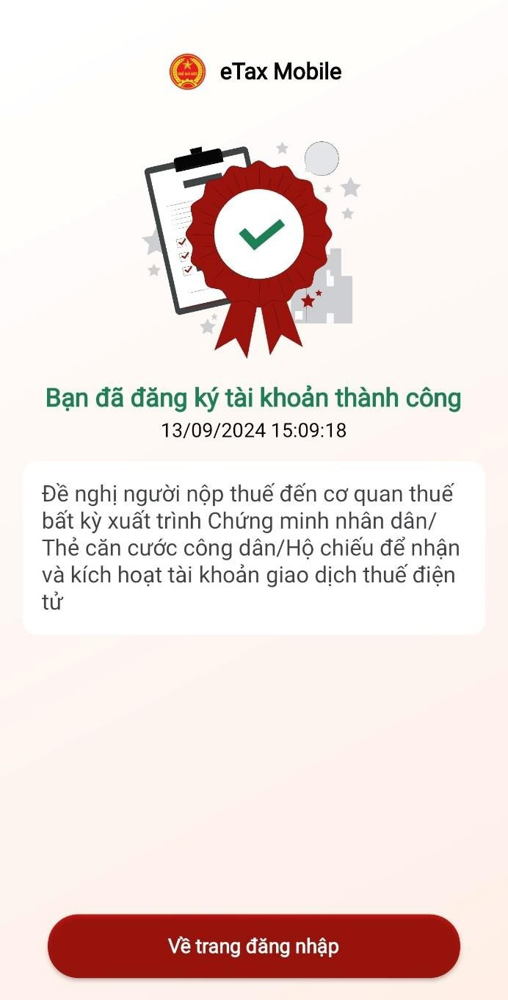 eTax Mobile
Bạn đã đăng ký tài khoản thành công
13/09/2024 15:09:18
Đề nghị người nộp thuế đến cơ quan thuế
bất kỳ xuất trình Chứng minh nhân dân/
Thẻ căn cước công dân/Hộ chiếu để nhận
và kích hoạt tài khoản giao dịch thuế điện
tử
Về trang đăng nhập